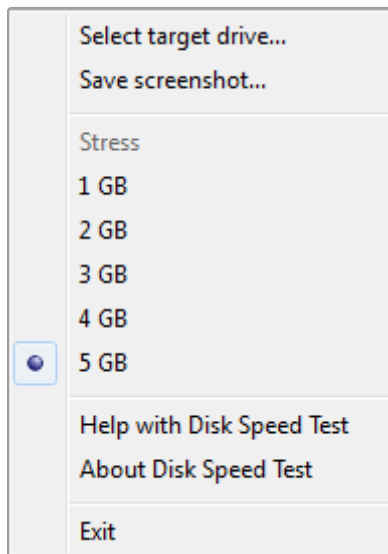 Select target drive...
Save screenshot...
Stress
1 GB
2 GB
3 GB
4 GB
5 GB
Help with Disk Speed Test
About Disk Speed Test
Exit